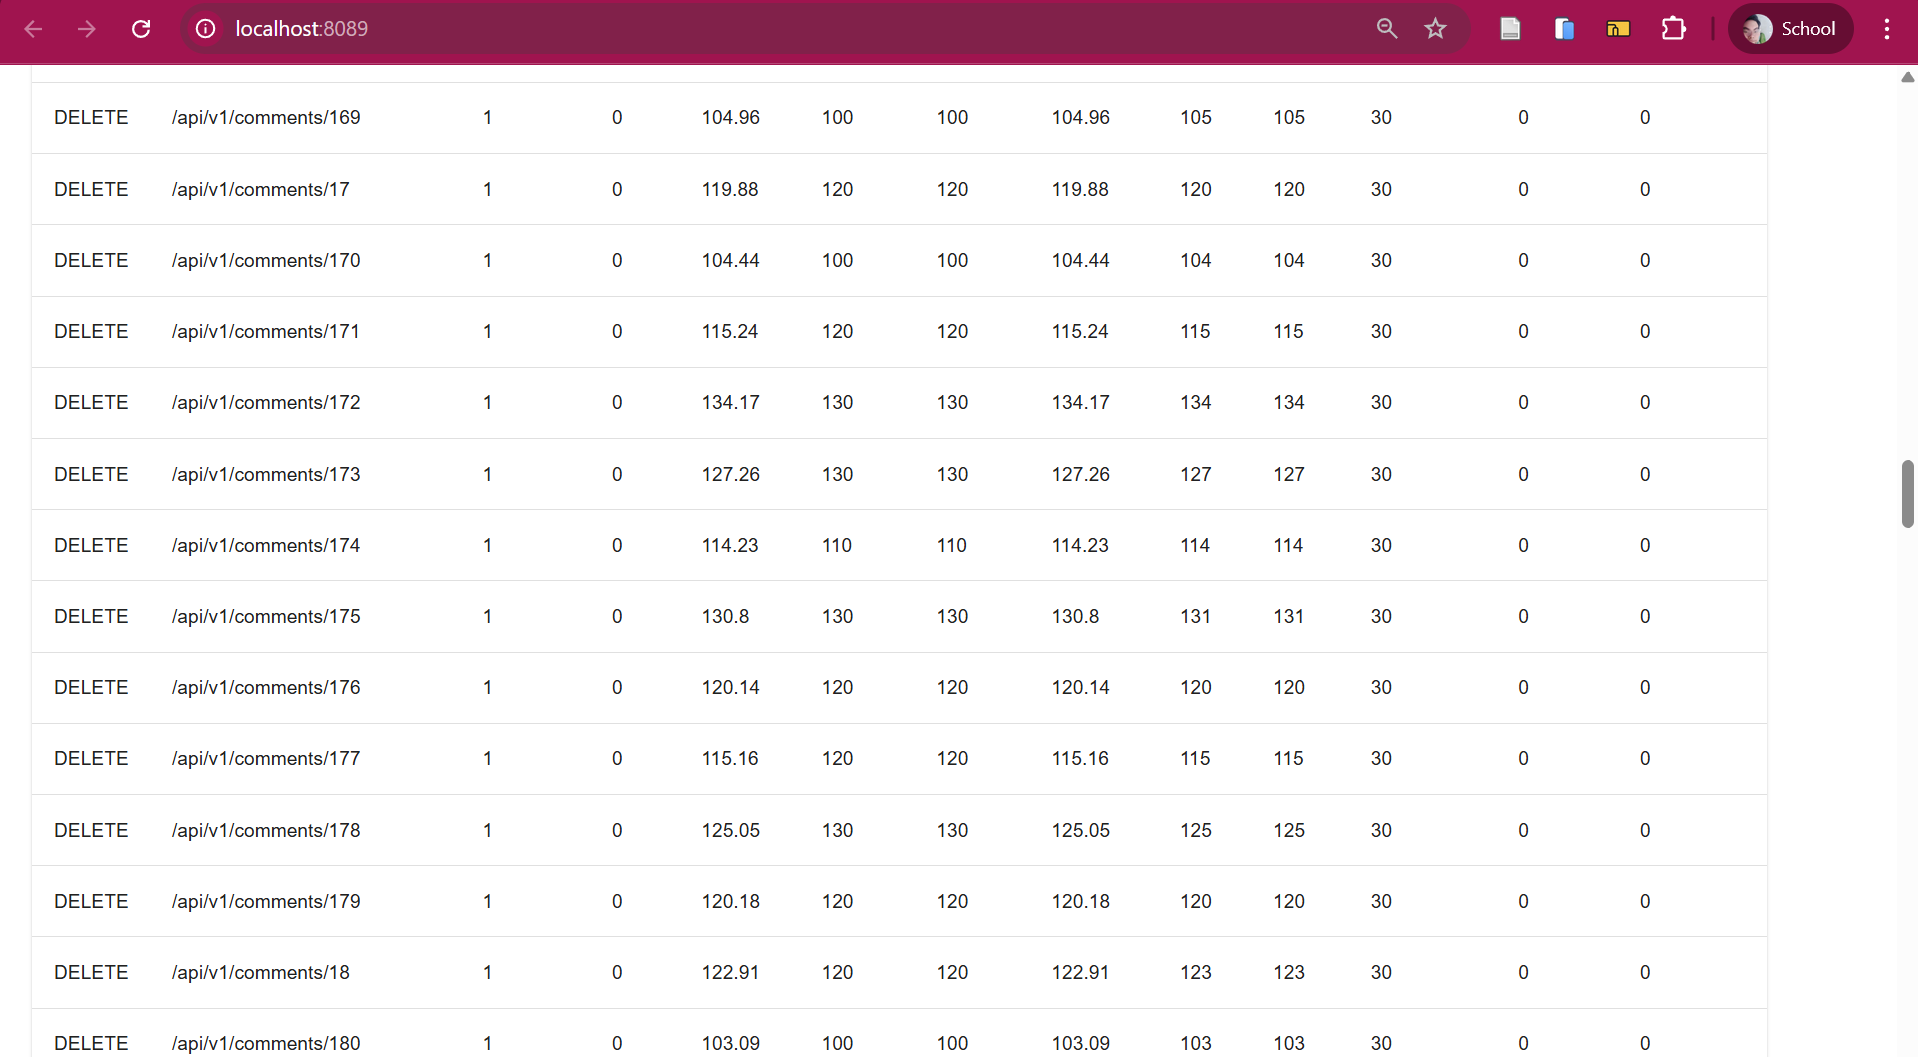 localhost:8089
School
DELETE /api/v1/comments/169 1 0 104.96 100 100 104.96 105 105 30 0 0
DELETE /api/v1/comments/17 1 0 119.88 120 120 119.88 120 120 30 0 0
DELETE /api/v1/comments/170 1 0 104.44 100 100 104.44 104 104 30 0 0
DELETE /api/v1/comments/171 1 0 115.24 120 120 115.24 115 115 30 0 0
DELETE /api/v1/comments/172 1 0 134.17 130 130 134.17 134 134 30 0 0
DELETE /api/v1/comments/173 1 0 127.26 130 130 127.26 127 127 30 0 0
DELETE /api/v1/comments/174 1 0 114.23 110 110 114.23 114 114 30 0 0
DELETE /api/v1/comments/175 1 0 130.8 130 130 130.8 131 131 30 0 0
DELETE /api/v1/comments/176 1 0 120.14 120 120 120.14 120 120 30 0 0
DELETE /api/v1/comments/177 1 0 115.16 120 120 115.16 115 115 30 0 0
DELETE /api/v1/comments/178 1 0 125.05 130 130 125.05 125 125 30 0 0
DELETE /api/v1/comments/179 1 0 120.18 120 120 120.18 120 120 30 0 0
DELETE /api/v1/comments/18 1 0 122.91 120 120 122.91 123 123 30 0 0
DELETE /api/v1/comments/180 1 0 103.09 100 100 103.09 103 103 30 0 0